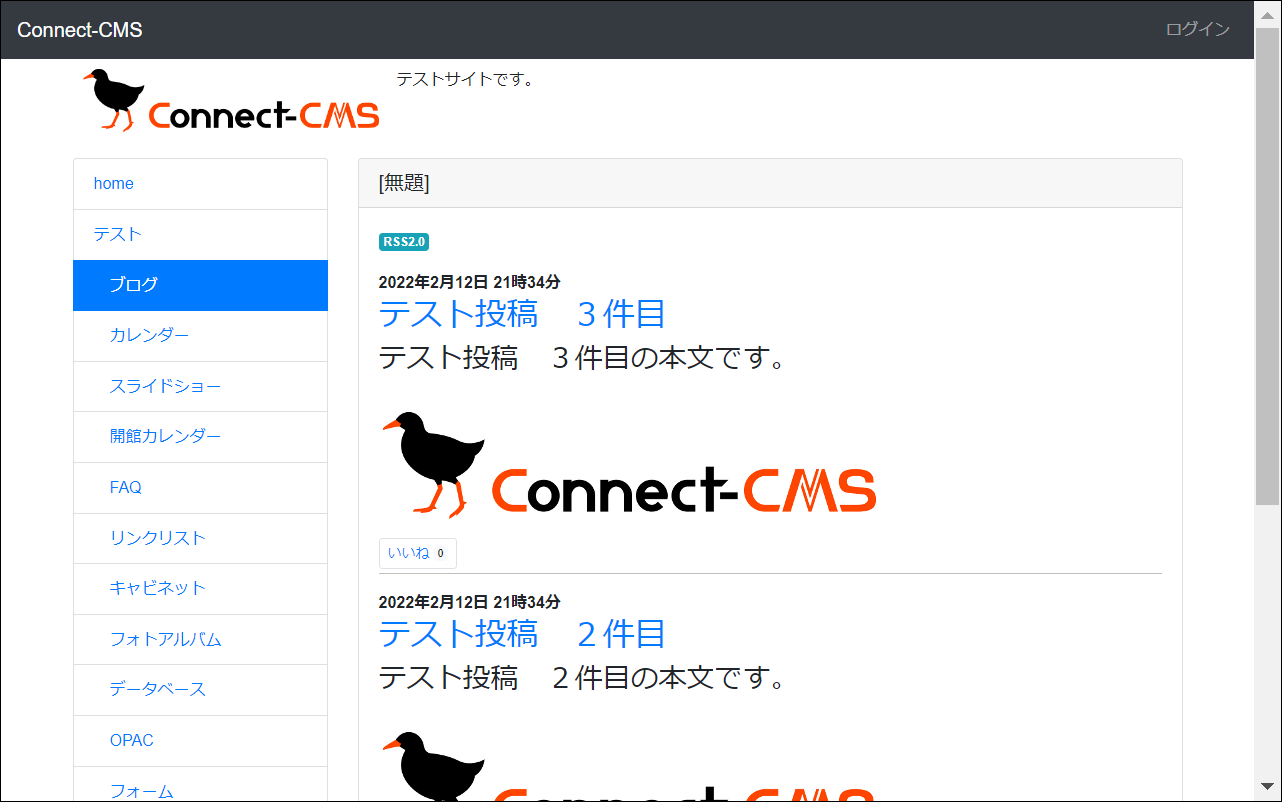 Connect-CMS
ログイン
Connect-CMS
テストサイトです。
home
テスト
ブログ
カレンダー
スライドショー
開館カレンダー
FAQ
リンクリスト
キャビネット
フォトアルバム
データベース
OPAC
フォーム
[無題]
RSS2.0
2022年2月12日 21時34分
テスト投稿　３件目
テスト投稿　３件目の本文です。
Connect-CMS
いいね 0
2022年2月12日 21時34分
テスト投稿　２件目
テスト投稿　２件目の本文です。
Connect-CMS